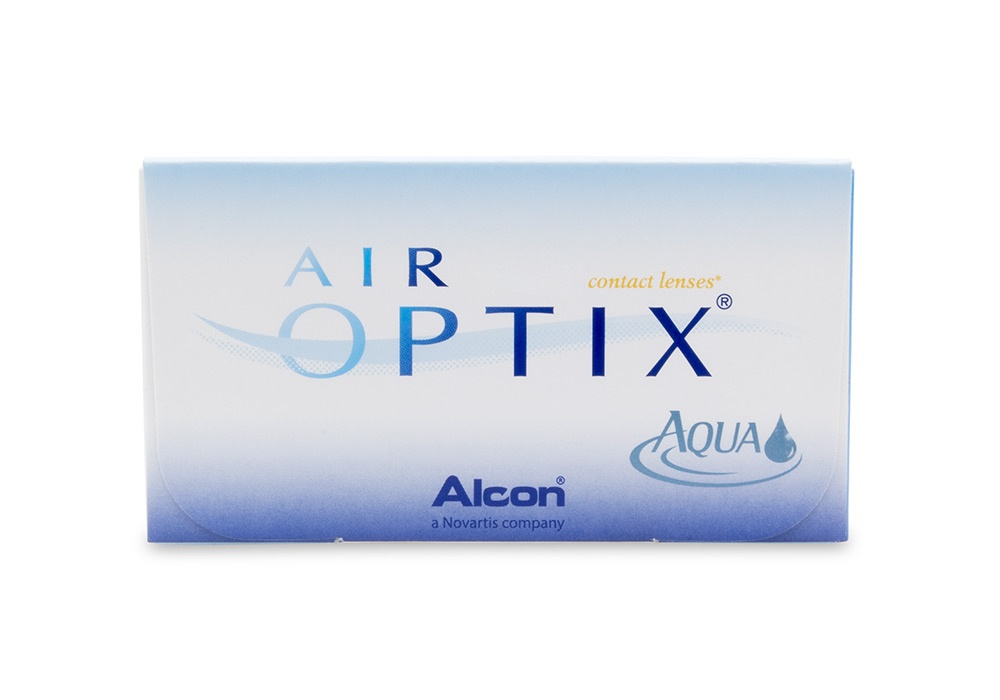 AIR
contact lenses*
OPTIX®
AQUA
Alcon®
a Novartis company